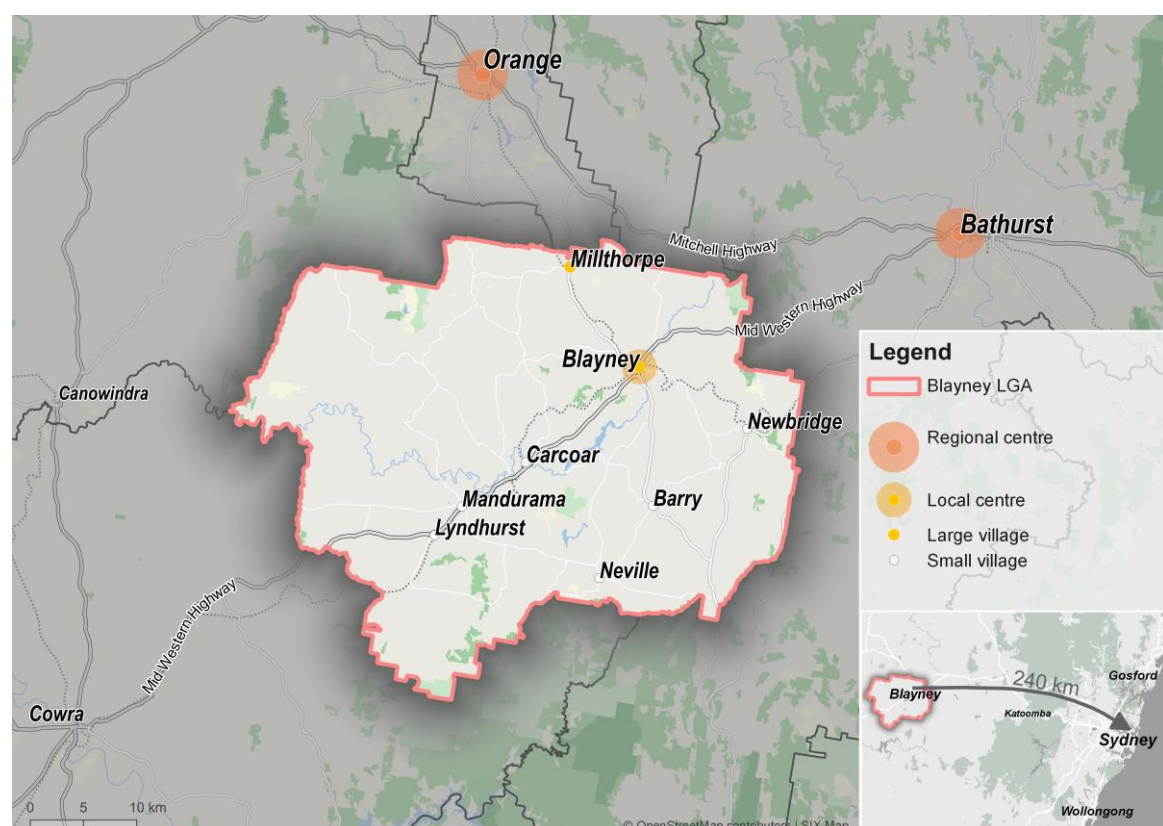 Orange
Bathurst
Mitchell Highway
Millthorpe
Mid Western Highway
Blayney
Canowindra
Newbridge
Carcoar
Mandurama
Barry
Lyndhurst
Neville
Mid Western Highway
Cowra
0 5 10 km
© OpenStreetMap contributors | SIX Map
Legend
Blayney LGA
Regional centre
Local centre
Large village
Small village
240 km
Gosford
Blayney
Katoomba
Sydney
Wollongong